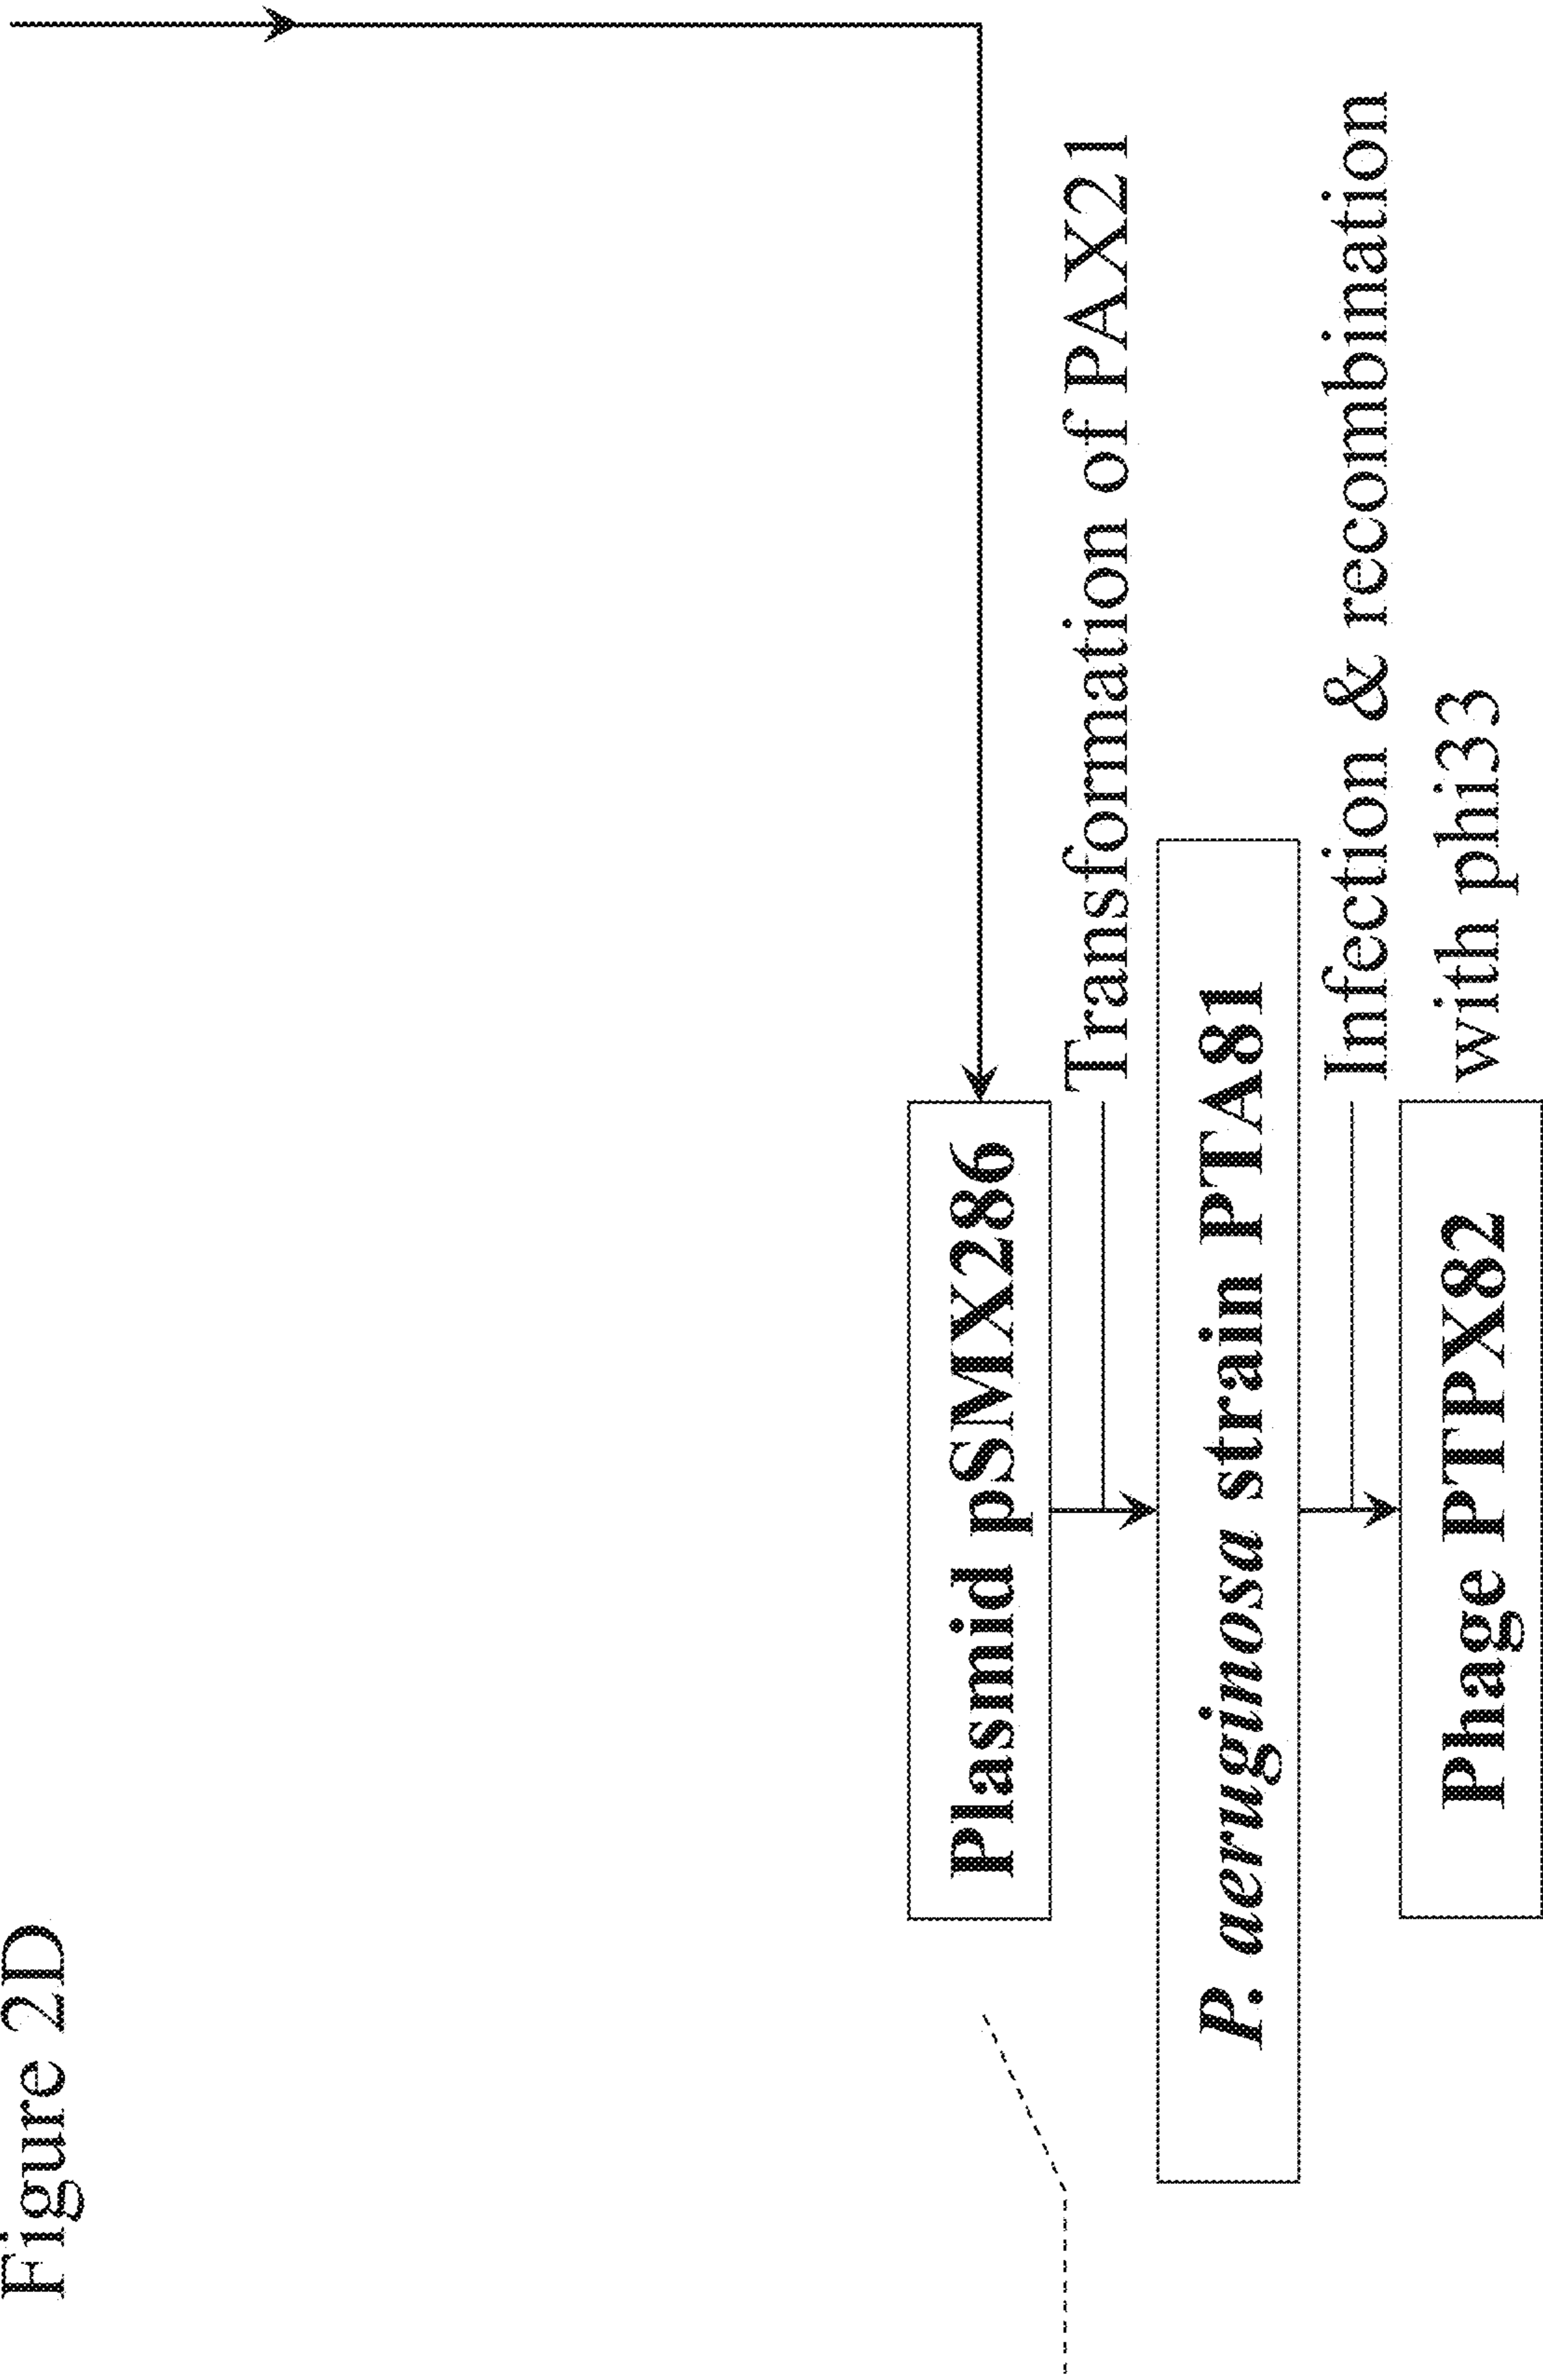 Figure 2D
Plasmid pSMX286
Transformation of PAX21
P. aeruginosa strain PTA81
Infection & recombination
with phi33
Phage PTPX82